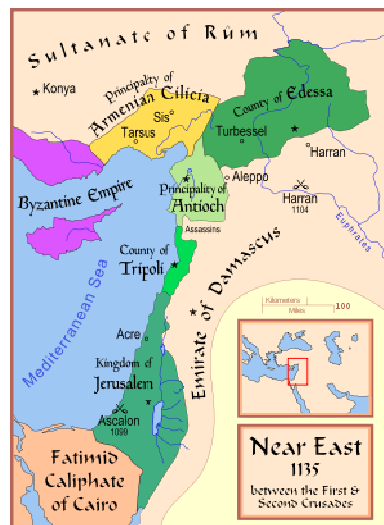 Sultanate of Rûm
Konya
Principality of
Armenian Cilicia
Sis
Tarsus
County of Edessa
Turbessel
Harran
Aleppo
Harran
1104
Euphrates
Byzantine Empire
Principality of
Antioch
Assassins
County of
Tripoli
Mediterranean Sea
Emirate of Damascus
Kilometers
Miles
100
Acre
Kingdom of
Jerusalem
Ascalon
1099
Fatimid
Caliphate
of Cairo
Near East
1135
between the First &
Second Crusades